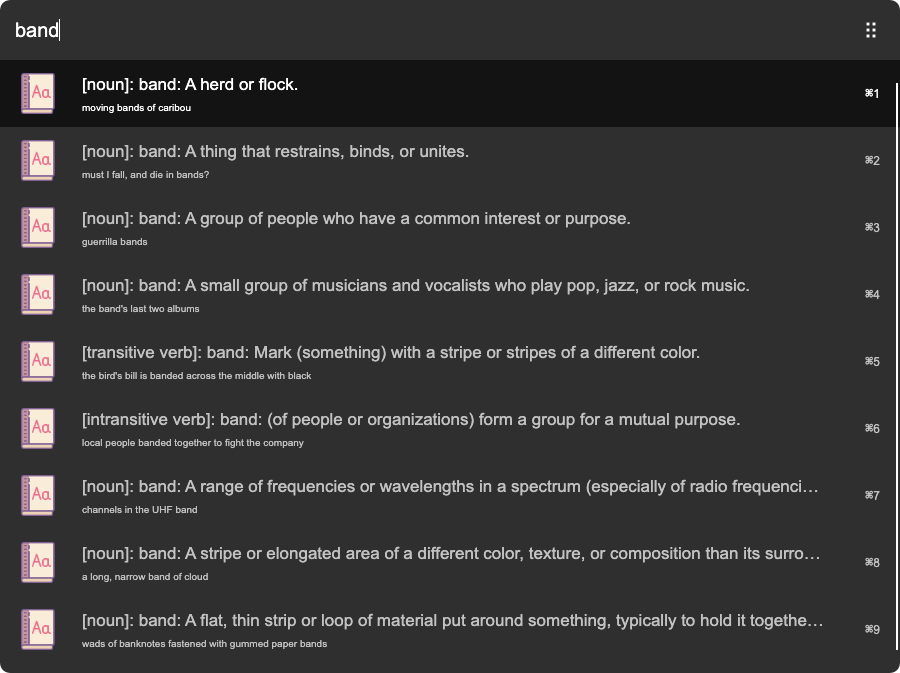 band
[noun]: band: A herd or flock.
moving bands of caribou
⌘1
Aa
[noun]: band: A thing that restrains, binds, or unites.
must I fall, and die in bands?
⌘2
Aa
[noun]: band: A group of people who have a common interest or purpose.
guerrilla bands
⌘3
Aa
[noun]: band: A small group of musicians and vocalists who play pop, jazz, or rock music.
the band's last two albums
⌘4
Aa
[transitive verb]: band: Mark (something) with a stripe or stripes of a different color.
the bird's bill is banded across the middle with black
⌘5
Aa
[intransitive verb]: band: (of people or organizations) form a group for a mutual purpose.
local people banded together to fight the company
⌘6
Aa
[noun]: band: A range of frequencies or wavelengths in a spectrum (especially of radio frequenci…
channels in the UHF band
⌘7
Aa
[noun]: band: A stripe or elongated area of a different color, texture, or composition than its surro…
a long, narrow band of cloud
⌘8
Aa
[noun]: band: A flat, thin strip or loop of material put around something, typically to hold it togethe…
wads of banknotes fastened with gummed paper bands
⌘9
Aa